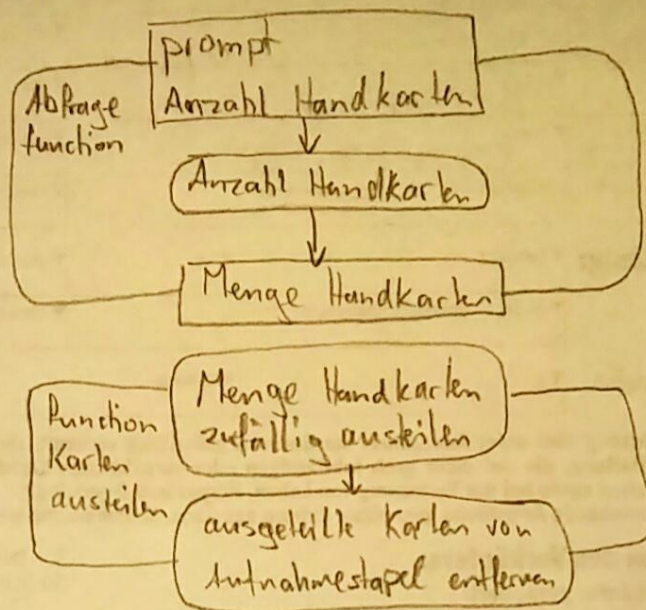 prompt
Anzahl Handkarten
Abfrage
function
Anzahl Handkarten
Menge Handkarten
Function
Karten
austeilen
Menge Handkarten
zufällig austeilen
ausgeteilte Karten von
Aufnahmestapel entfernen